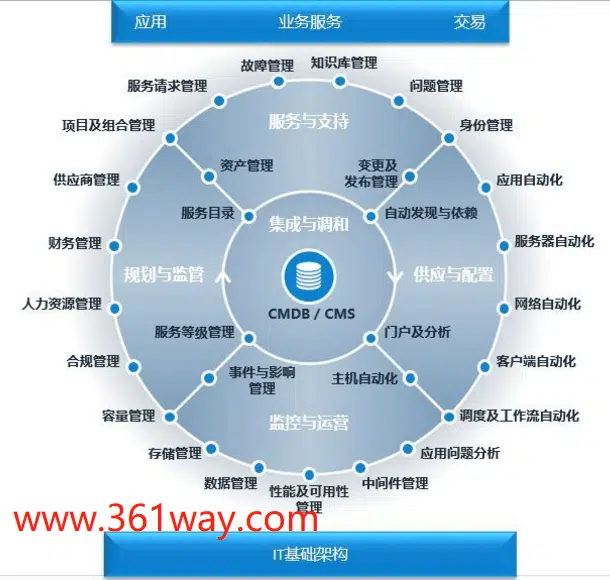 应用 业务服务 交易
故障管理
知识库管理
服务请求管理
问题管理
项目及组合管理
服务与支持
身份管理
资产管理
变更及
发布管理
供应商管理
应用自动化
服务目录
集成与调和
自动发现与依赖
财务管理
服务器自动化
规划与监管
供应与配置
人力资源管理
CMDB / CMS
网络自动化
服务等级管理
门户及分析
合规管理
事件与影响
管理
主机自动化
客户端自动化
容量管理
监控与运营
调度及工作流自动化
存储管理
应用问题分析
数据管理
性能及可用性
管理
中间件管理
www.361way.com
IT基础架构